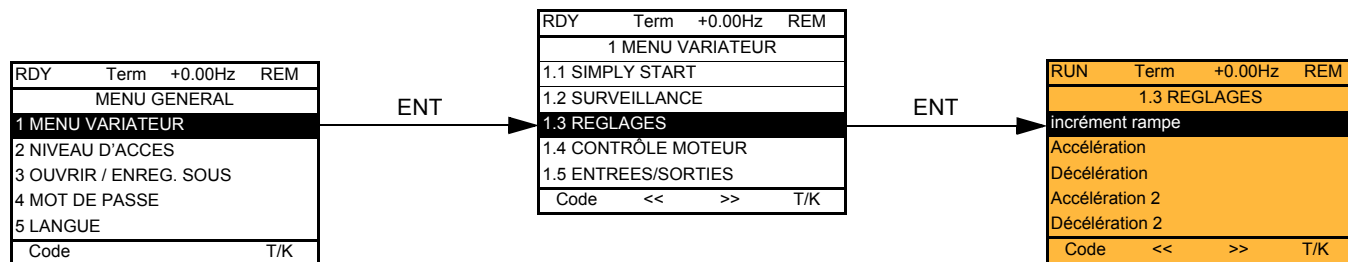 RDY Term +0.00Hz REM
MENU GENERAL
1 MENU VARIATEUR
2 NIVEAU D'ACCES
3 OUVRIR / ENREG. SOUS
4 MOT DE PASSE
5 LANGUE
Code T/K
ENT
RDY Term +0.00Hz REM
1 MENU VARIATEUR
1.1 SIMPLY START
1.2 SURVEILLANCE
1.3 REGLAGES
1.4 CONTRÔLE MOTEUR
1.5 ENTREES/SORTIES
Code << >> T/K
ENT
RUN Term +0.00Hz REM
1.3 REGLAGES
incrément rampe
Accélération
Décélération
Accélération 2
Décélération 2
Code << >> T/K